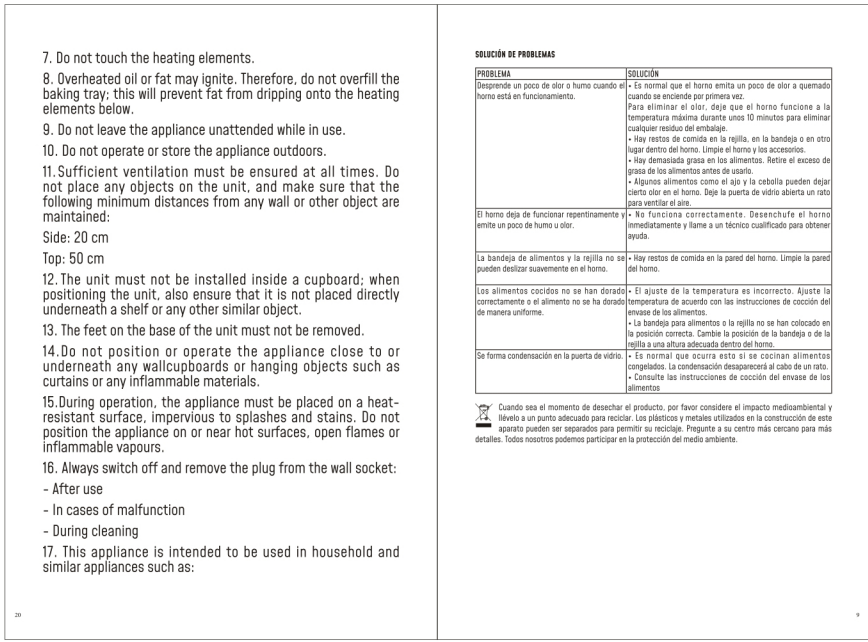 7. Do not touch the heating elements.
8. Overheated oil or fat may ignite. Therefore, do not overfill the
baking tray; this will prevent fat from dripping onto the heating
elements below.
9. Do not leave the appliance unattended while in use.
10. Do not operate or store the appliance outdoors.
11.Sufficient ventilation must be ensured at all times. Do
not place any objects on the unit, and make sure that the
following minimum distances from any wall or other object are
maintained:
Side: 20 cm
Top: 50 cm
12. The unit must not be installed inside a cupboard; when
positioning the unit, also ensure that it is not placed directly
underneath a shelf or any other similar object.
13. The feet on the base of the unit must not be removed.
14.Do not position or operate the appliance close to or
underneath any wallcupboards or hanging objects such as
curtains or any inflammable materials.
15.During operation, the appliance must be placed on a heat-
resistant surface, impervious to splashes and stains. Do not
position the appliance on or near hot surfaces, open flames or
inflammable vapours.
16. Always switch off and remove the plug from the wall socket:
- After use
- In cases of malfunction
- During cleaning
17. This appliance is intended to be used in household and
similar appliances such as:
20
SOLUCIÓN DE PROBLEMAS
PROBLEMA
SOLUCIÓN
Desprende un poco de olor o humo cuando el
horno está en funcionamiento.
• Es normal que el horno emita un poco de olor a quemado
cuando se enciende por primera vez.
Para eliminar el olor, deje que el horno funcione a la
temperatura máxima durante unos 10 minutos para eliminar
cualquier residuo del embalaje.
• Hay restos de comida en la rejilla, en la bandeja o en otro
lugar dentro del horno. Limpie el horno y los accesorios.
• Hay demasiada grasa en los alimentos. Retire el exceso de
grasa de los alimentos antes de usarlo.
• Algunos alimentos como el ajo y la cebolla pueden dejar
cierto olor en el horno. Deje la puerta de vidrio abierta un rato
para ventilar el aire.
El horno deja de funcionar repentinamente y
emite un poco de humo u olor.
• No funciona correctamente. Desenchufe el horno
inmediatamente y llame a un técnico cualificado para obtener
ayuda.
La bandeja de alimentos y la rejilla no se
pueden deslizar suavemente en el horno.
• Hay restos de comida en la pared del horno. Limpie la pared
del horno.
Los alimentos cocidos no se han dorado
correctamente o el alimento no se ha dorado
de manera uniforme.
• El ajuste de la temperatura es incorrecto. Ajuste la
temperatura de acuerdo con las instrucciones de cocción del
envase de los alimentos.
• La bandeja para alimentos o la rejilla no se han colocado en
la posición correcta. Cambie la posición de la bandeja o de la
rejilla a una altura adecuada dentro del horno.
Se forma condensación en la puerta de vidrio.
• Es normal que ocurra esto si se cocinan alimentos
congelados. La condensación desaparecerá al cabo de un rato.
• Consulte las instrucciones de cocción del envase de los
alimentos
Cuando sea el momento de desechar el producto, por favor considere el impacto medioambiental y
llévelo a un punto adecuado para reciclar. Los plásticos y metales utilizados en la construcción de este
aparato pueden ser separados para permitir su reciclaje. Pregunte a su centro más cercano para más
detalles. Todos nosotros podemos participar en la protección del medio ambiente.
9